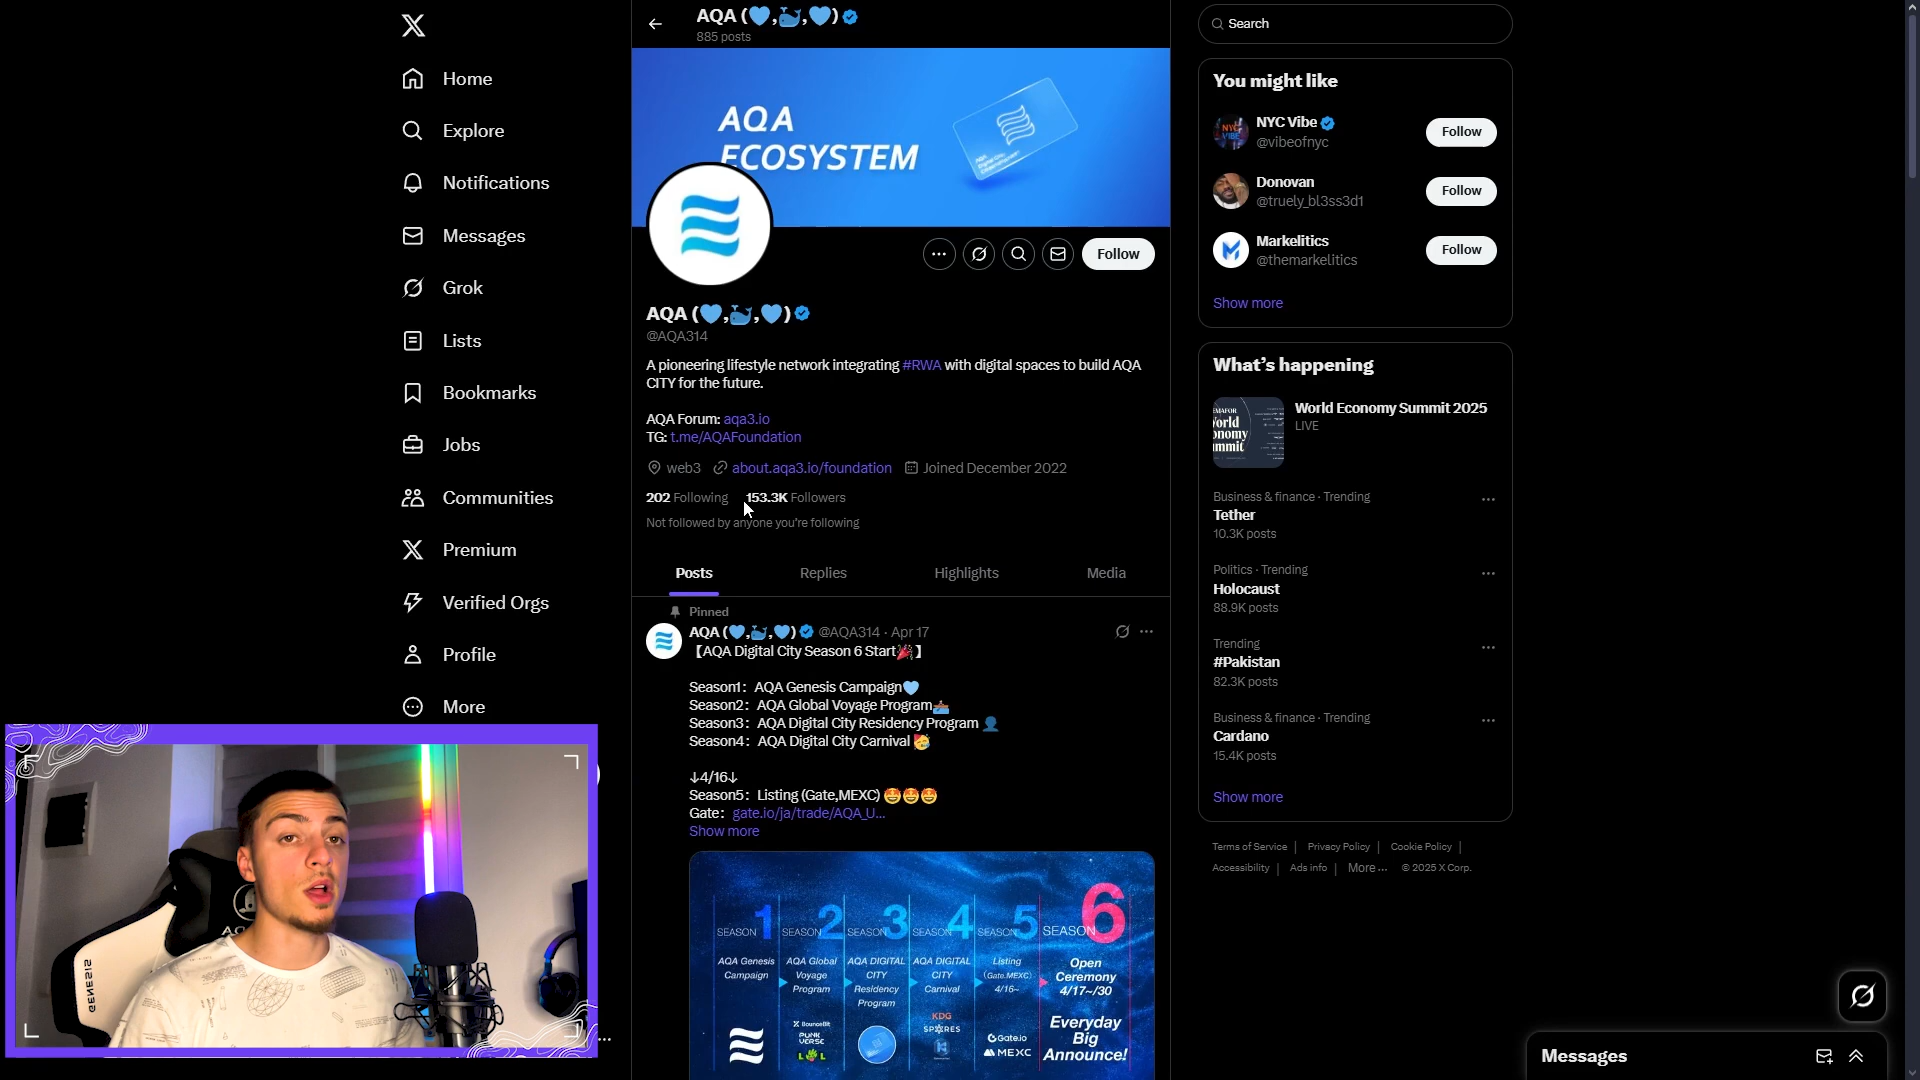 Home
Explore
Notifications
Messages
Grok
Lists
Bookmarks
Jobs
Communities
Premium
Verified Orgs
Profile
More
GENESIS
AQA (🩵,🐳,🩵)
885 posts
AQA
ECOSYSTEM
Follow
AQA (🩵,🐳,🩵)
@AQA314
A pioneering lifestyle network integrating #RWA with digital spaces to build AQA
CITY for the future.
AQA Forum: aqa3.io
TG: t.me/AQAFoundation
web3 about.aqa3.io/foundation Joined December 2022
202 Following 153.3K Followers
Not followed by anyone you're following
Posts Replies Highlights Media
Pinned
AQA (🩵,🐳,🩵) @AQA314 · Apr 17
【AQA Digital City Season 6 Start🎉】
Season1： AQA Genesis Campaign🩵
Season2： AQA Global Voyage Program🚣
Season3： AQA Digital City Residency Program 👤
Season4： AQA Digital City Carnival 🥳
↓4/16↓
Season5： Listing (Gate,MEXC) 🤩🤩🤩
Gate： gate.io/ja/trade/AQA_U...
Show more
SEASON 1 SEASON 2 SEASON 3 SEASON 4 SEASON 5 SEASON 6
AQA Genesis
Campaign
AQA Global
Voyage
Program
AQA DIGITAL
CITY
Residency
Program
AQA DIGITAL
CITY
Carnival
Listing
(Gate.MEXC)
4/16~
Open
Ceremony
4/17~/30
BounceBit
PUNK
VERSE
KDG
Gate.io
MEXC
Everyday
Big
Announce!
Search
You might like
NYC Vibe
@vibeofnyc
Follow
Donovan
@truely_bl3ss3d1
Follow
Markelitics
@themarkelitics
Follow
Show more
What's happening
World Economy Summit 2025
LIVE
Business & finance · Trending
Tether
10.3K posts
Politics · Trending
Holocaust
88.9K posts
Trending
#Pakistan
82.3K posts
Business & finance · Trending
Cardano
15.4K posts
Show more
Terms of Service | Privacy Policy | Cookie Policy |
Accessibility | Ads info | More ... © 2025 X Corp.
Messages